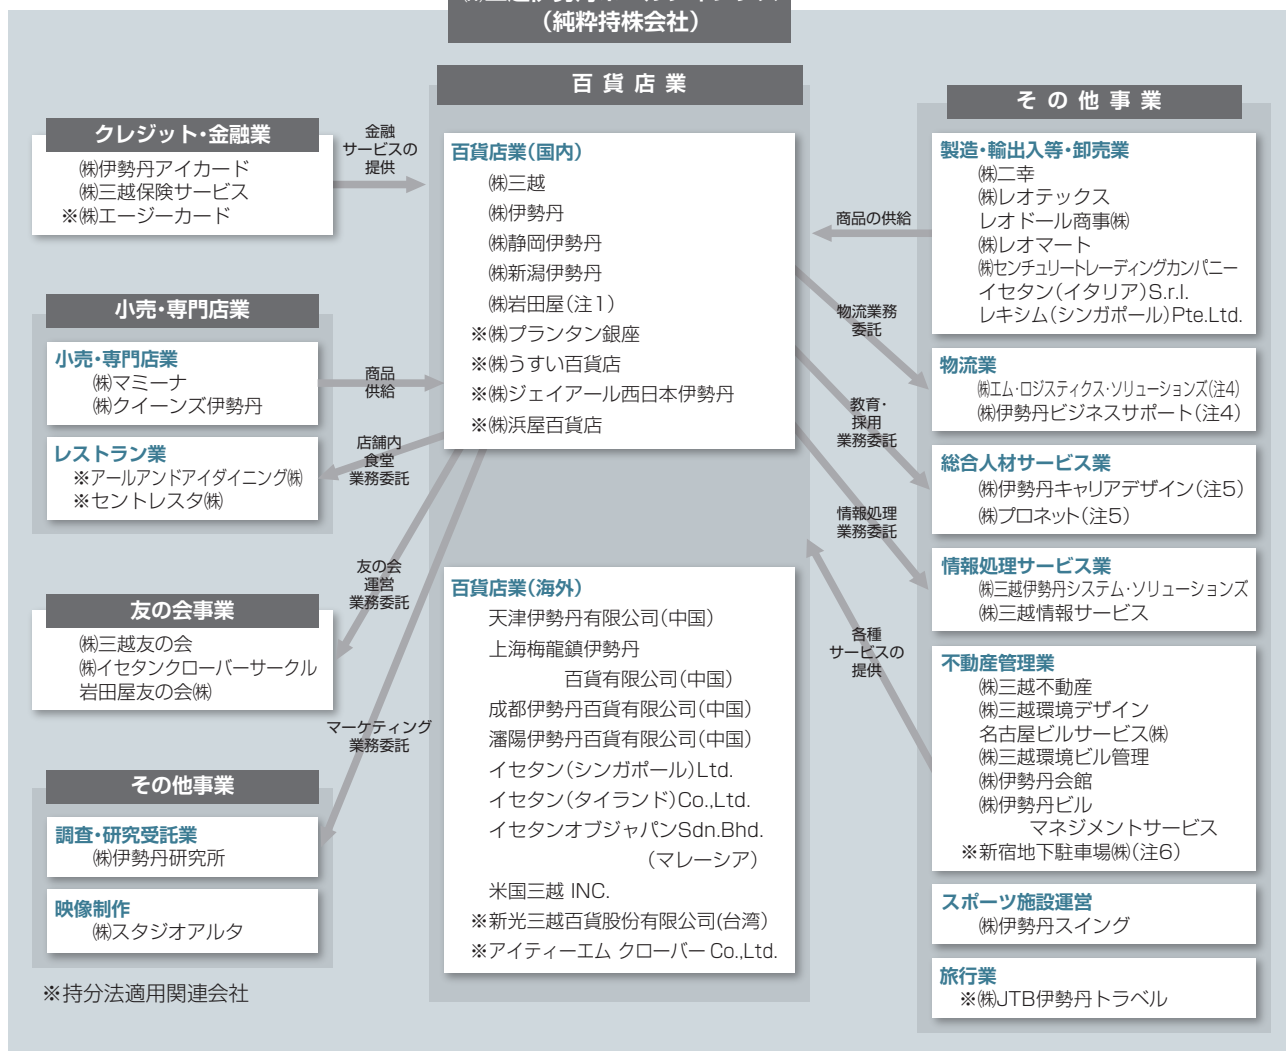 （純粋持株会社）
百貨店業
その他事業
クレジット・金融業
㈱伊勢丹アイカード
㈱三越保険サービス
※㈱エージーカード
金融
サービスの
提供
小売・専門店業
小売・専門店業
㈱マミーナ
㈱クイーンズ伊勢丹
商品
供給
レストラン業
※アールアンドアイダイニング㈱
※セントレスタ㈱
店舗内
食堂
業務委託
友の会事業
㈱三越友の会
㈱イセタンクローバーサークル
岩田屋友の会㈱
友の会
運営
業務委託
マーケティング
業務委託
その他事業
調査・研究受託業
㈱伊勢丹研究所
映像制作
㈱スタジオアルタ
※持分法適用関連会社
百貨店業（国内）
㈱三越
㈱伊勢丹
㈱静岡伊勢丹
㈱新潟伊勢丹
㈱岩田屋（注1）
※㈱プランタン銀座
※㈱うすい百貨店
※㈱ジェイアール西日本伊勢丹
※㈱浜屋百貨店
百貨店業（海外）
天津伊勢丹有限公司（中国）
上海梅龍鎮伊勢丹
百貨有限公司（中国）
成都伊勢丹百貨有限公司（中国）
瀋陽伊勢丹百貨有限公司（中国）
イセタン（シンガポール）Ltd.
イセタン（タイランド）Co.,Ltd.
イセタンオブジャパンSdn.Bhd.
（マレーシア）
米国三越 INC.
※新光三越百貨股份有限公司(台湾)
※アイティーエム クローバー Co.,Ltd.
商品の供給
物流業務
委託
教育・
採用
業務委託
情報処理
業務委託
各種
サービスの
提供
製造・輸出入等・卸売業
㈱二幸
㈱レオテックス
レオドール商事㈱
㈱レオマート
㈱センチュリートレーディングカンパニー
イセタン（イタリア）S.r.l.
レキシム（シンガポール）Pte.Ltd.
物流業
㈱エム・ロジスティクス・ソリューションズ（注4）
㈱伊勢丹ビジネスサポート（注4）
総合人材サービス業
㈱伊勢丹キャリアデザイン（注5）
㈱プロネット（注5）
情報処理サービス業
㈱三越伊勢丹システム・ソリューションズ
㈱三越情報サービス
不動産管理業
㈱三越不動産
㈱三越環境デザイン
名古屋ビルサービス㈱
㈱三越環境ビル管理
㈱伊勢丹会館
㈱伊勢丹ビル
マネジメントサービス
※新宿地下駐車場㈱（注6）
スポーツ施設運営
㈱伊勢丹スイング
旅行業
※㈱JTB伊勢丹トラベル